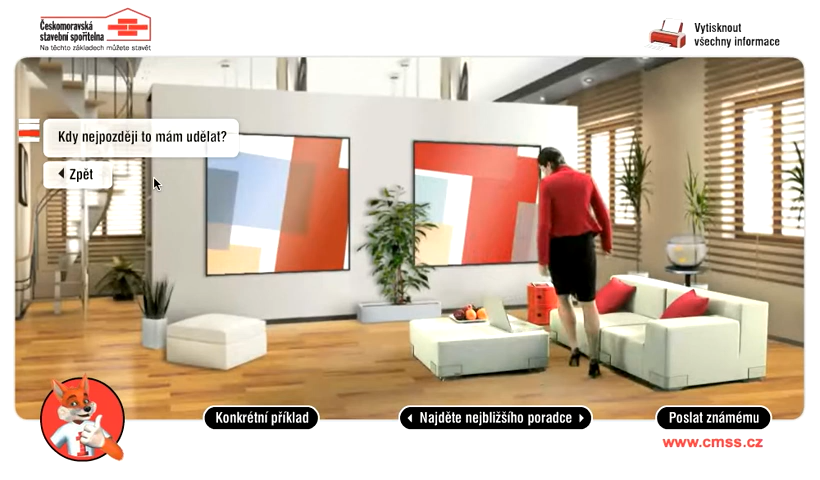 Českomoravská
stavební spořitelna
Na těchto základech můžete stavět
Vytisknout
všechny informace
Kdy nejpozději to mám udělat?
Zpět
Konkrétní příklad
Najděte nejbližšího poradce
Poslat známému
www.cmss.cz